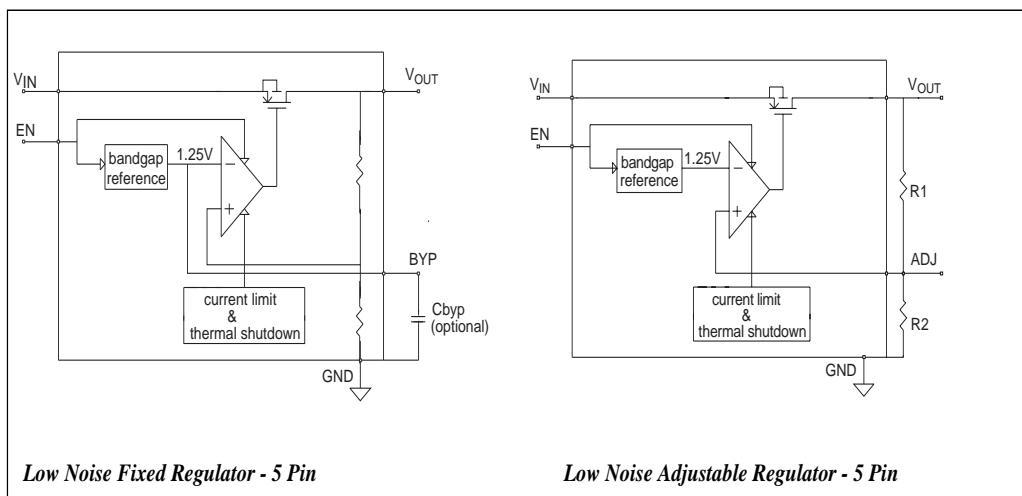 VIN
VOUT
EN
bandgap
reference
1.25V
−
+
BYP
current limit
&
thermal shutdown
Cbyp
(optional)
GND
Low Noise Fixed Regulator - 5 Pin
VIN
VOUT
EN
bandgap
reference
1.25V
−
+
R1
ADJ
current limit
&
thermal shutdown
R2
GND
Low Noise Adjustable Regulator - 5 Pin